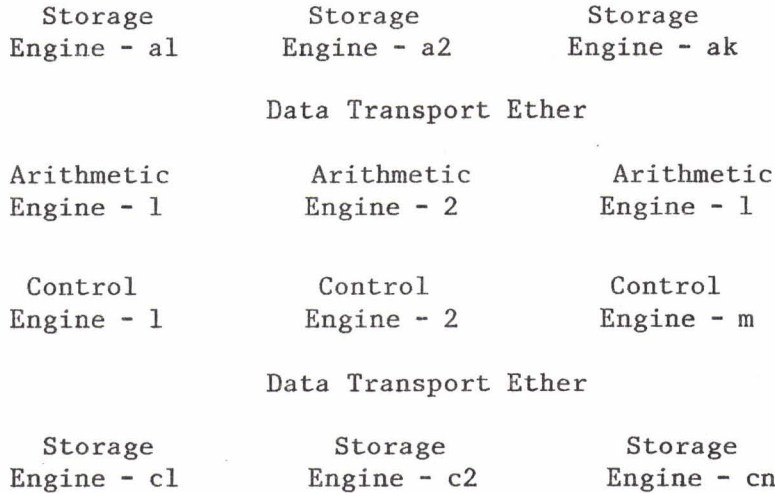 Storage Storage Storage
Engine - a1 Engine - a2 Engine - ak
Data Transport Ether
Arithmetic Arithmetic Arithmetic
Engine - 1 Engine - 2 Engine - l
Control Control Control
Engine - 1 Engine - 2 Engine - m
Data Transport Ether
Storage Storage Storage
Engine - c1 Engine - c2 Engine - cn